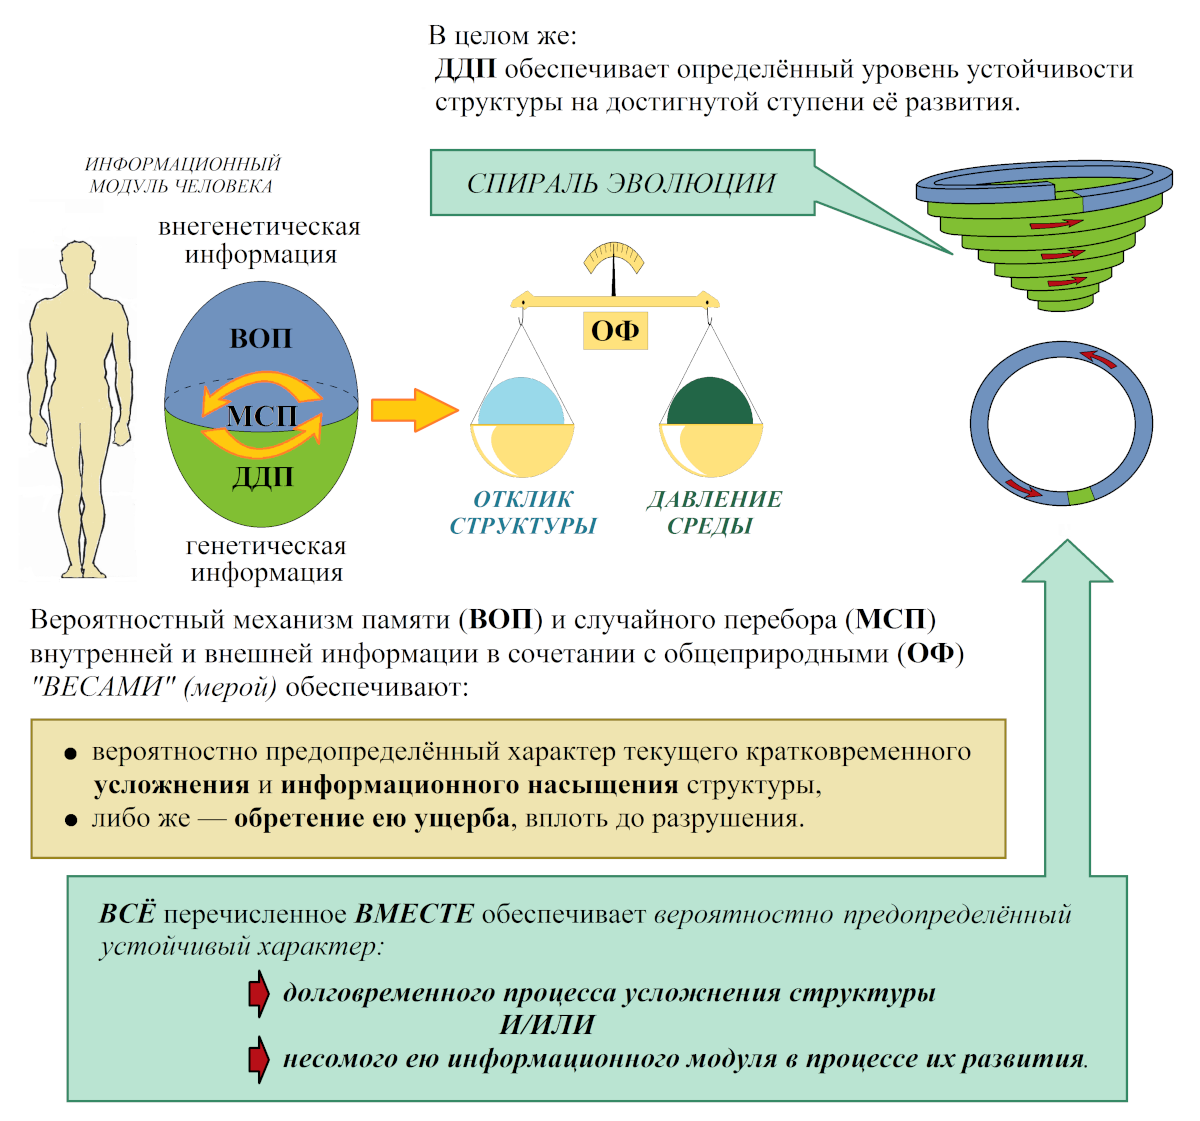 В целом же:
ДДП обеспечивает определённый уровень устойчивости
структуры на достигнутой ступени её развития.
ИНФОРМАЦИОННЫЙ
МОДУЛЬ ЧЕЛОВЕКА
СПИРАЛЬ ЭВОЛЮЦИИ
внегенетическая
информация
ВОП
МСП
ДДП
генетическая
информация
ОФ
ОТКЛИК
СТРУКТУРЫ
ДАВЛЕНИЕ
СРЕДЫ
Вероятностный механизм памяти (ВОП) и случайного перебора (МСП)
внутренней и внешней информации в сочетании с общеприродными (ОФ)
"ВЕСАМИ" (мерой) обеспечивают:
● вероятностно предопределённый характер текущего кратковременного
усложнения и информационного насыщения структуры,
● либо же — обретение ею ущерба, вплоть до разрушения.
ВСЁ перечисленное ВМЕСТЕ обеспечивает вероятностно предопределённый
устойчивый характер:
долговременного процесса усложнения структуры
И/ИЛИ
несомого ею информационного модуля в процессе их развития.